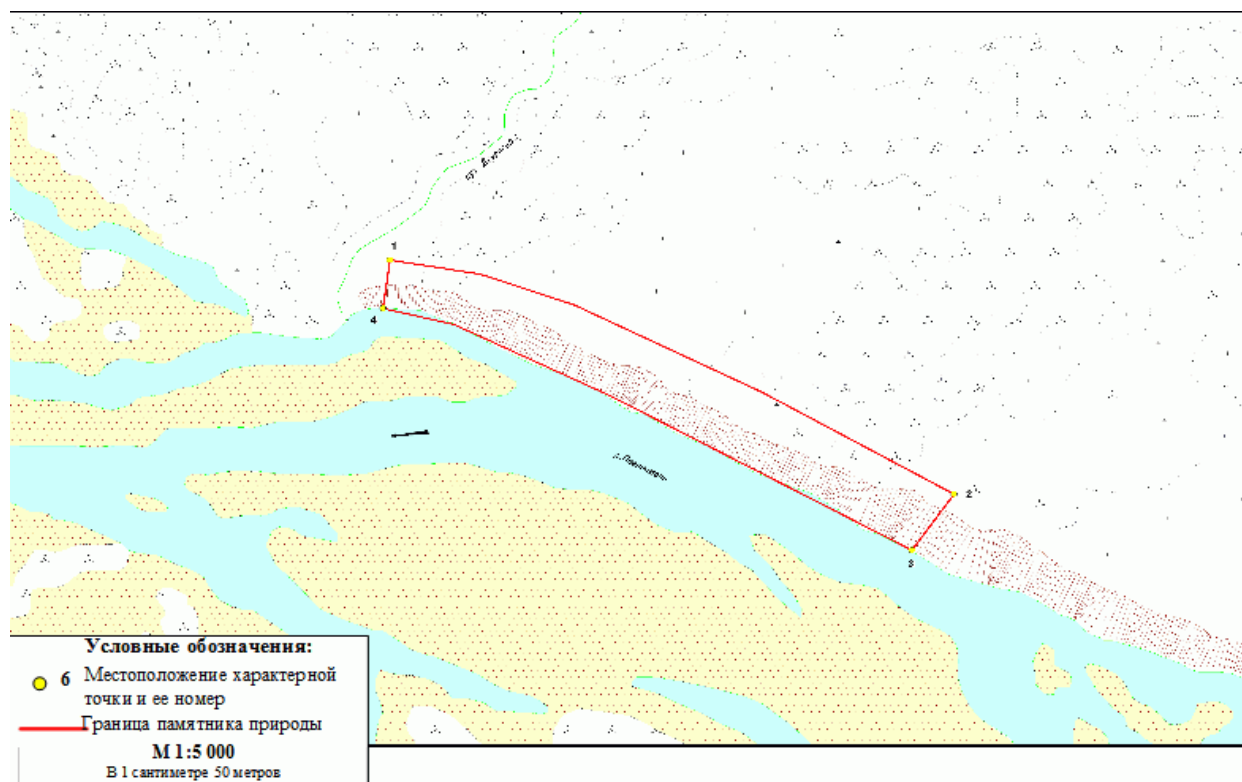 1
4
2
3
Условные обозначения:
6 Местоположение характерной
точки и ее номер
Граница памятника природы
М 1:5 000
В 1 сантиметре 50 метров